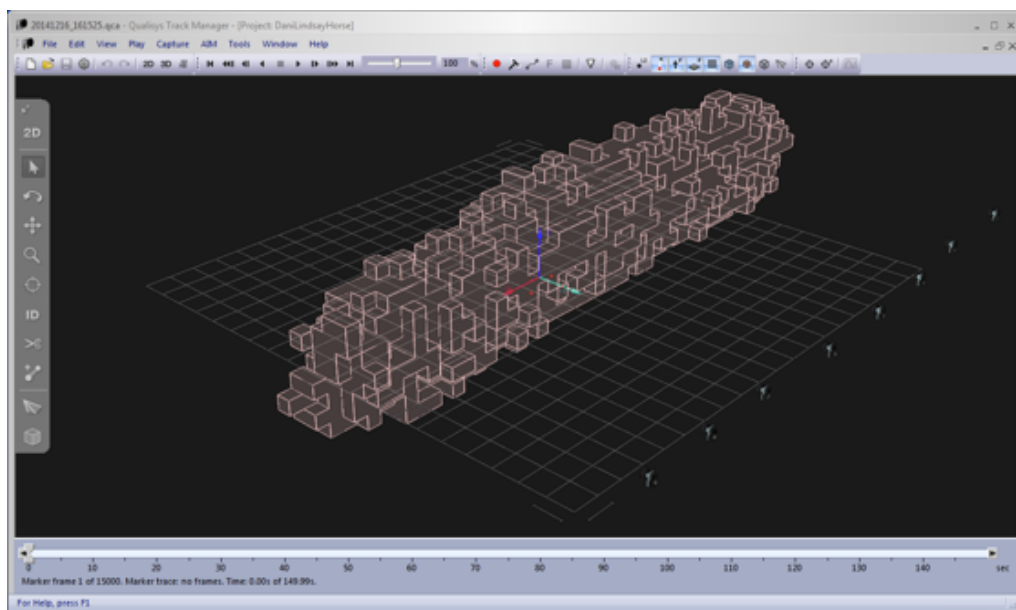 20141216_161525.qca - Qualisys Track Manager - [Project: DaniLindsayHorse]
File Edit View Play Capture AIM Tools Window Help
2D 3D 100 % F
2D
ID
0 10 20 30 40 50 60 70 80 90 100 110 120 130 140 sec
Marker frame 1 of 15000. Marker trace: no frames. Time: 0.00s of 149.99s.
For Help, press F1